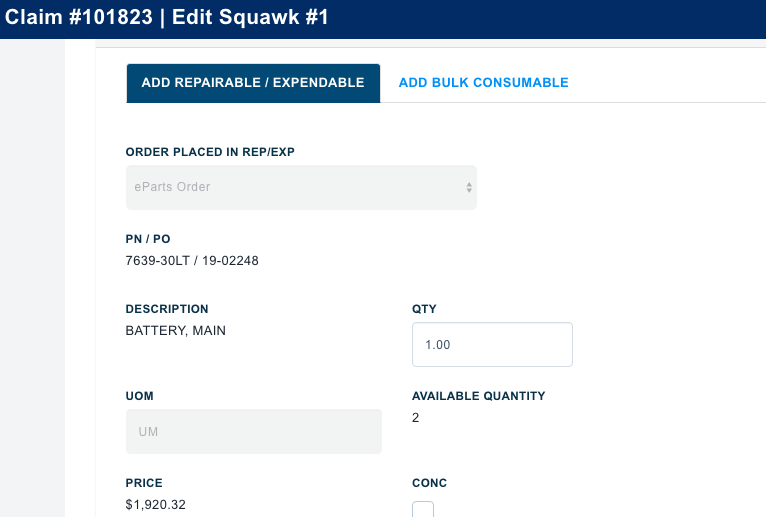 Claim #101823 | Edit Squawk #1
ADD REPAIRABLE / EXPENDABLE
ADD BULK CONSUMABLE
ORDER PLACED IN REP/EXP
eParts Order
PN / PO
7639-30LT / 19-02248
DESCRIPTION
QTY
BATTERY, MAIN
1.00
UOM
AVAILABLE QUANTITY
UM
2
PRICE
CONC
$1,920.32